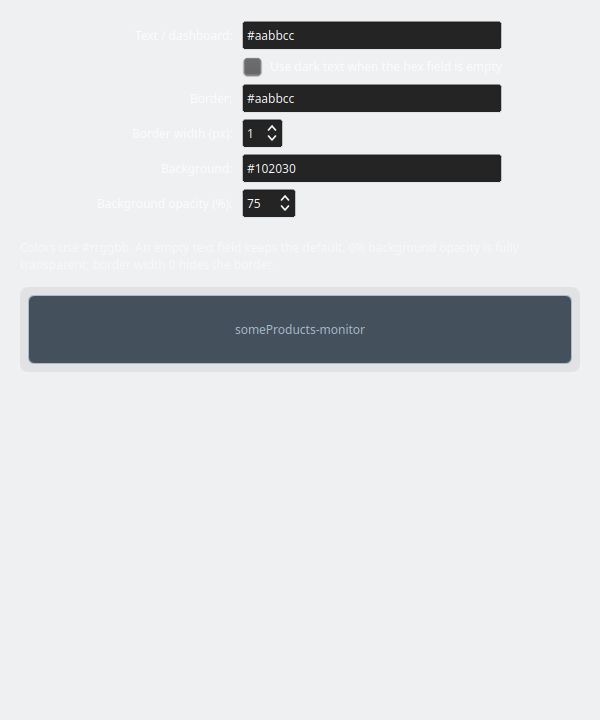 Text / dashboard: #aabbcc
Use dark text when the hex field is empty
Border: #aabbcc
Border width (px): 1
Background: #102030
Background opacity (%): 75
Colors use #rrggbb. An empty text field keeps the default. 0% background opacity is fully
transparent; border width 0 hides the border.
someProducts-monitor